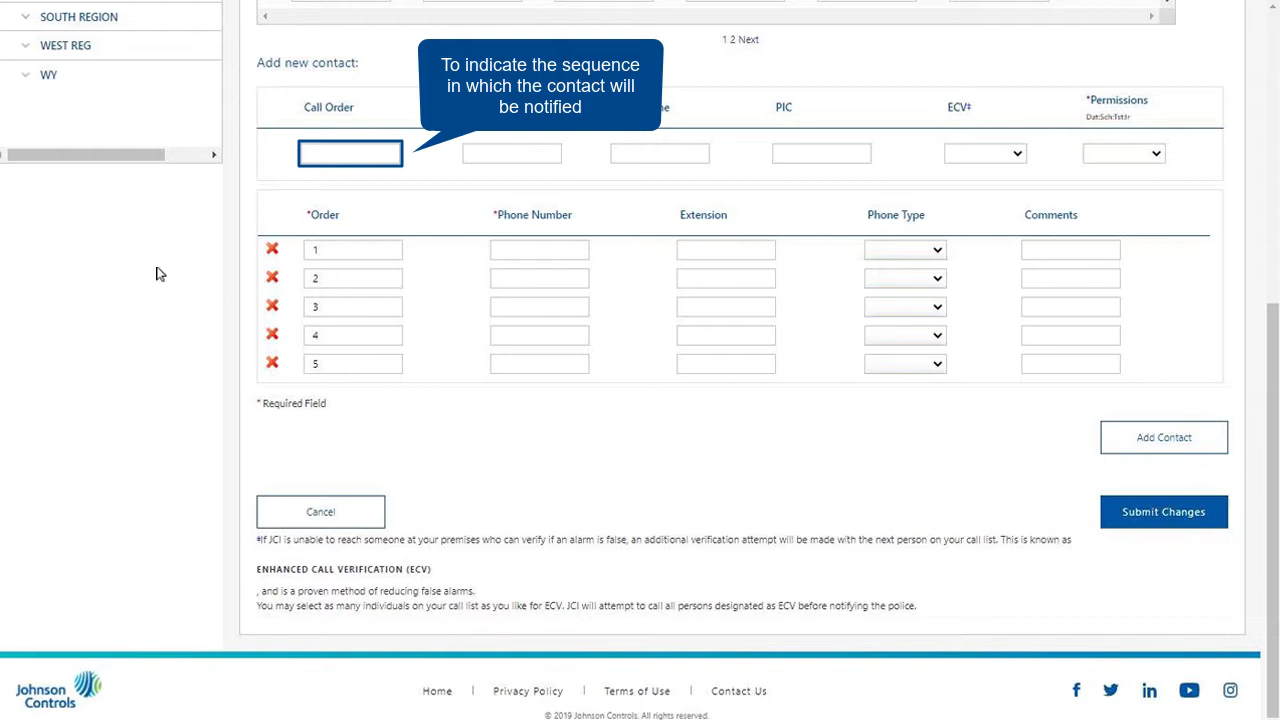 SOUTH REGION
WEST REG
WY
1 2 Next
Add new contact:
To indicate the sequence
in which the contact will
be notified
Call Order PIC ECV‡ *Permissions
*Order *Phone Number Extension Phone Type Comments
1
2
3
4
5
* Required Field
Add Contact
Cancel
Submit Changes
‡If JCI is unable to reach someone at your premises who can verify if an alarm is false, an additional verification attempt will be made with the next person on your call list. This is known as
ENHANCED CALL VERIFICATION (ECV)
, and is a proven method of reducing false alarms.
You may select as many individuals on your call list as you like for ECV. JCI will attempt to call all persons designated as ECV before notifying the police.
Johnson
Controls
Home | Privacy Policy | Terms of Use | Contact Us
© 2019 Johnson Controls. All rights reserved.